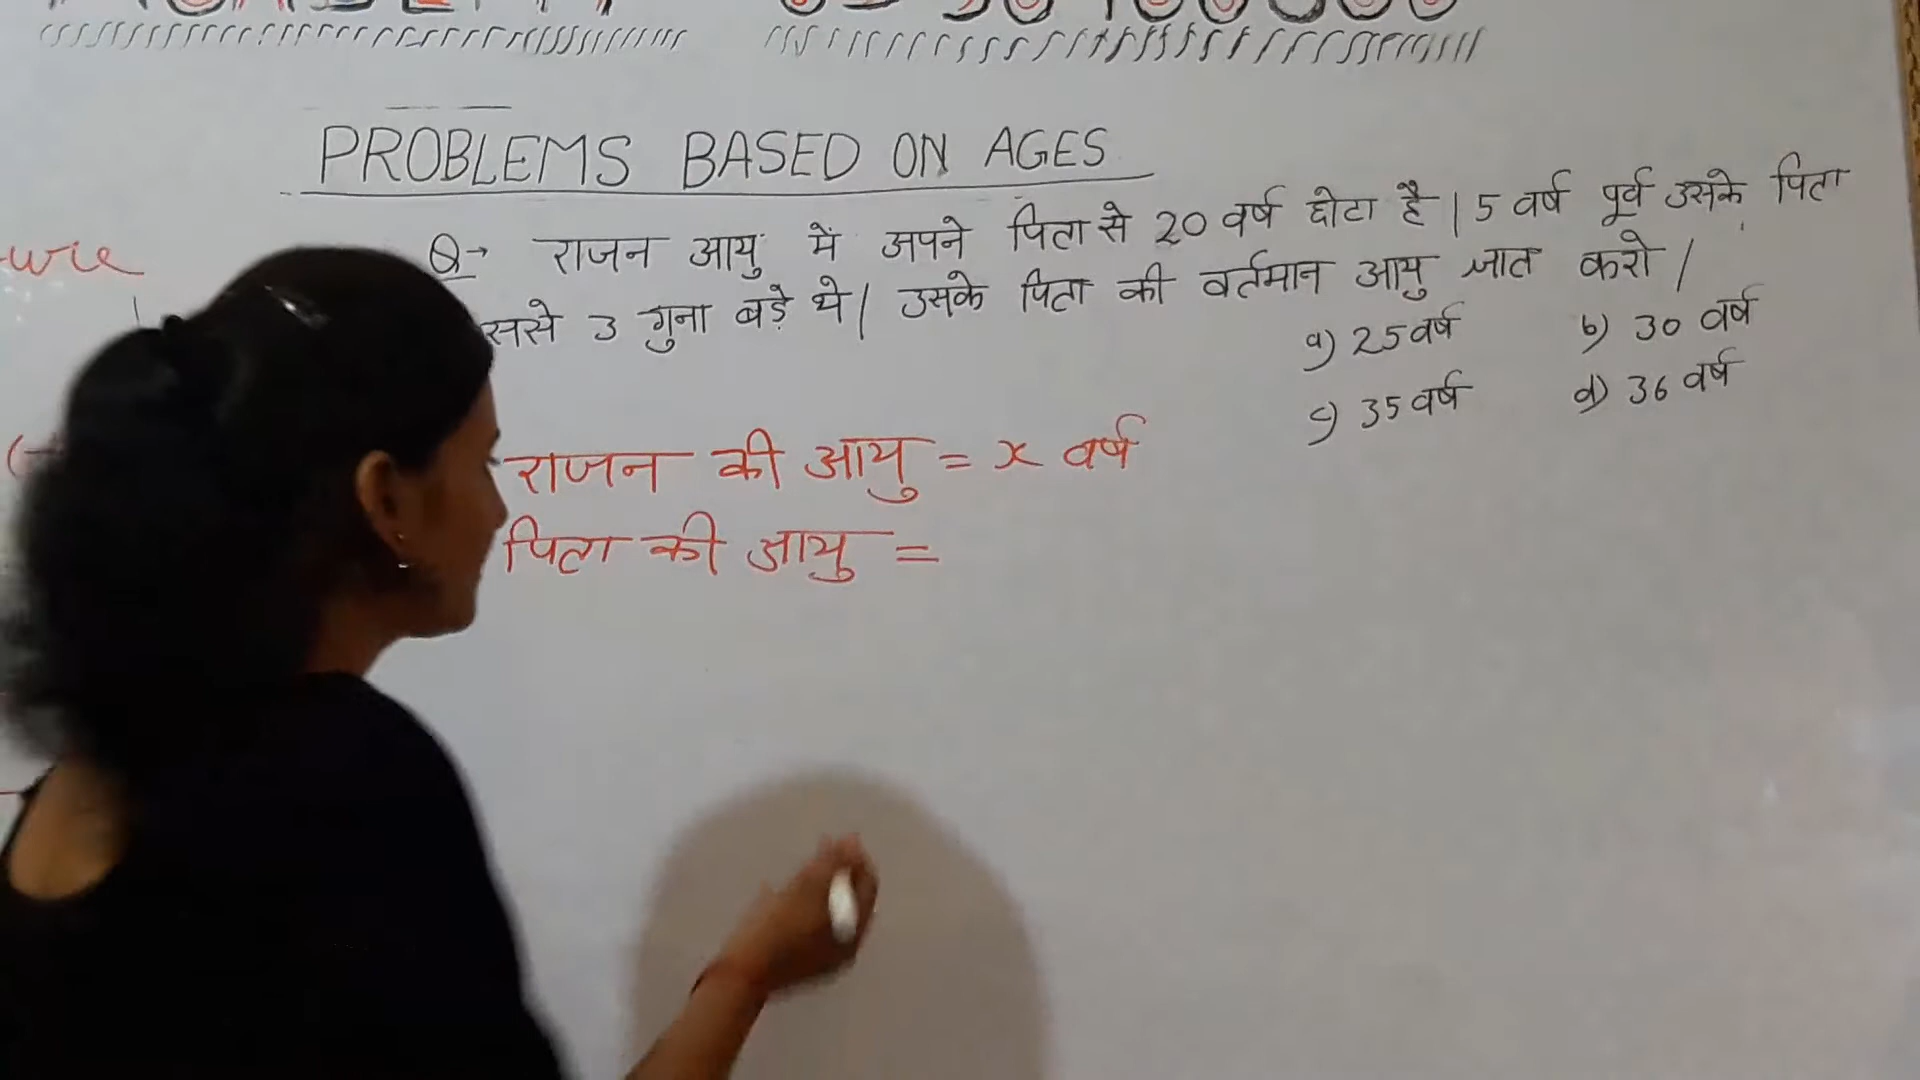 PROBLEMS BASED ON AGES
Q→ राजन आयु में अपने पिता से 20 वर्ष छोटा है | 5 वर्ष पूर्व उसके पिता
ससे 3 गुना बड़े थे | उसके पिता की वर्तमान आयु ज्ञात करो |
a) 25 वर्ष b) 30 वर्ष
c) 35 वर्ष d) 36 वर्ष
राजन की आयु = x वर्ष
पिता की आयु =